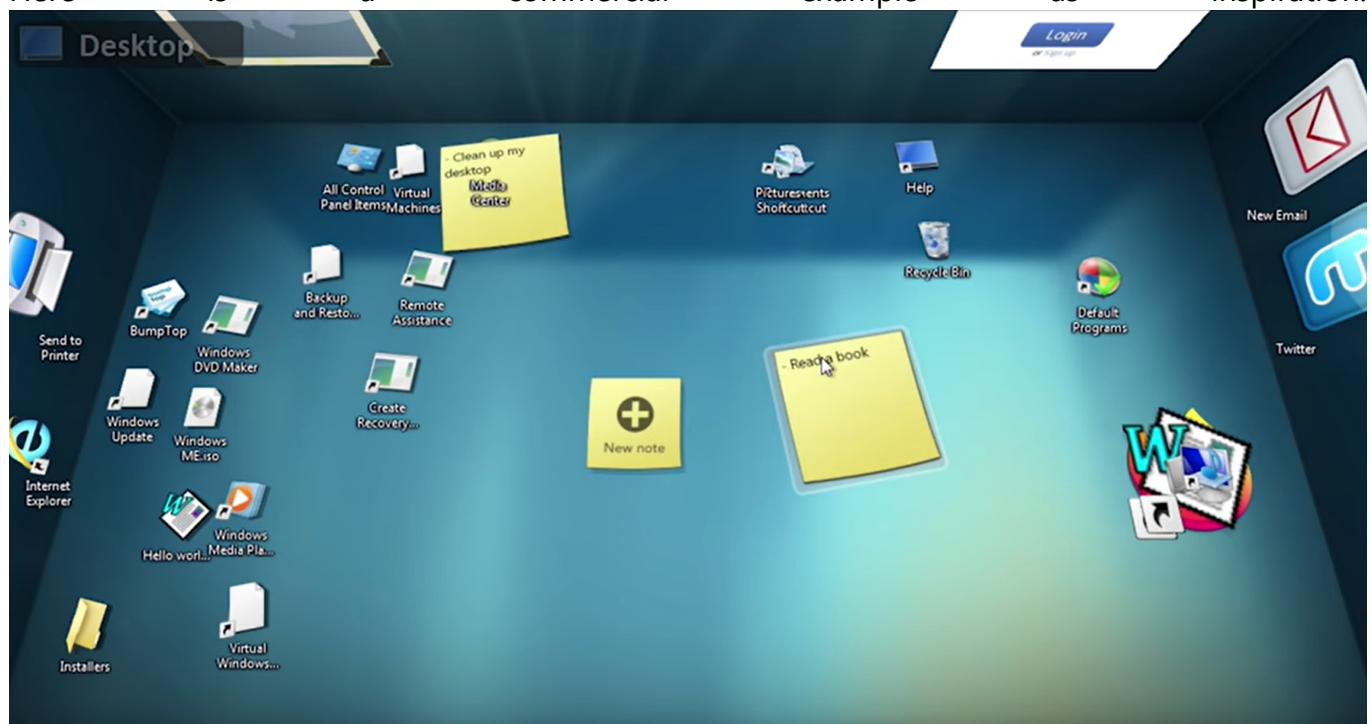 Here is a commercial example as inspiration.
Desktop
Login
or Sign up
- Clean up my
desktop
Media
Center
All Control
Panel Items
Virtual
Machines
Shortcut
Help
New Email
Recycle Bin
Backup
and Resto...
Remote
Assistance
Default
Programs
Send to
Printer
BumpTop
Windows
DVD Maker
Twitter
- Read a book
Create
Recovery...
Windows
Update
Windows
ME.iso
New note
W
Internet
Explorer
W
Hello worl...
Windows
Media Pla...
Installers
Virtual
Windows...